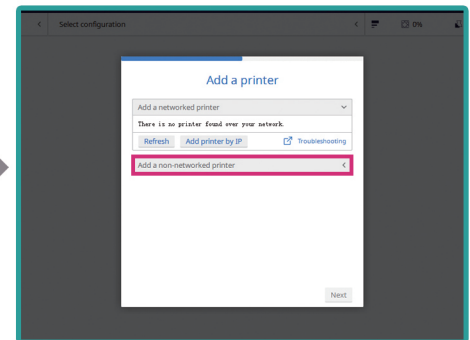 Select configuration
0%
Add a printer
Add a networked printer
There is no printer found over your network.
Refresh
Add printer by IP
Troubleshooting
Add a non-networked printer
Next